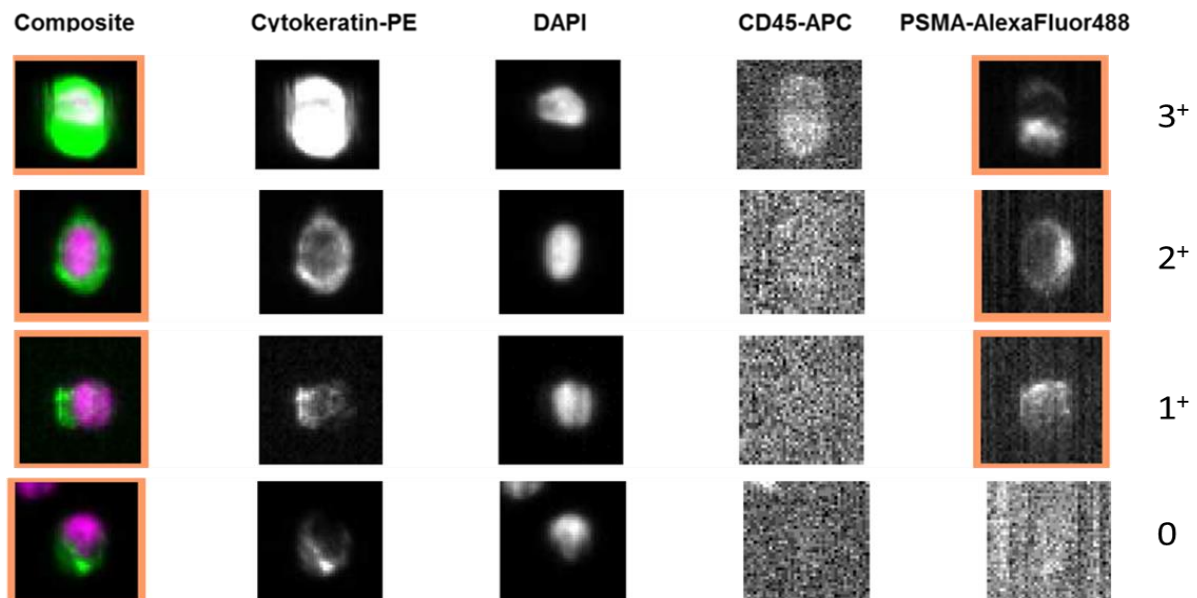 Composite Cytokeratin-PE DAPI CD45-APC PSMA-AlexaFluor488
3⁺
2⁺
1⁺
0